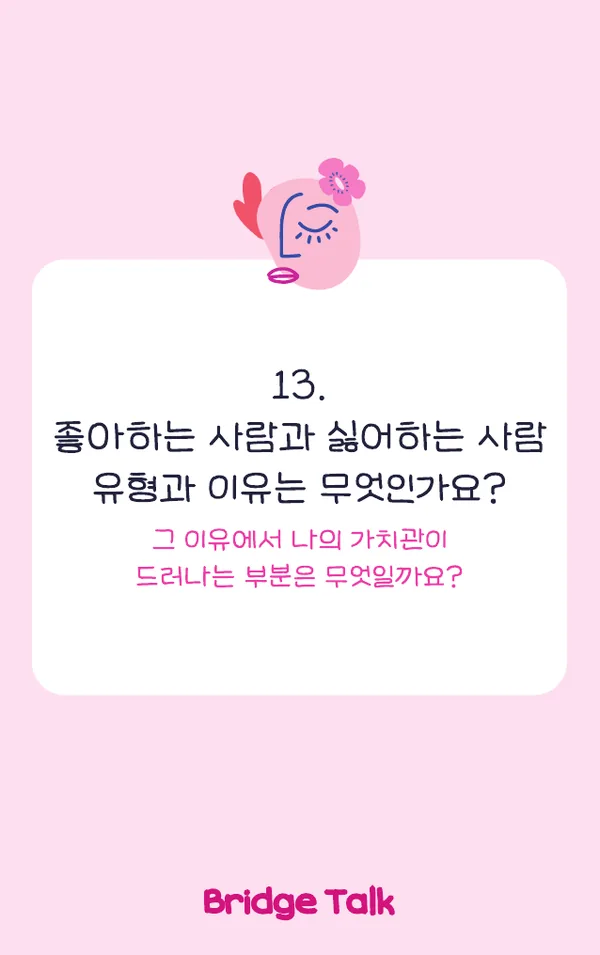 13.
좋아하는 사람과 싫어하는 사람
유형과 이유는 무엇인가요?
그 이유에서 나의 가치관이
드러나는 부분은 무엇일까요?
Bridge Talk